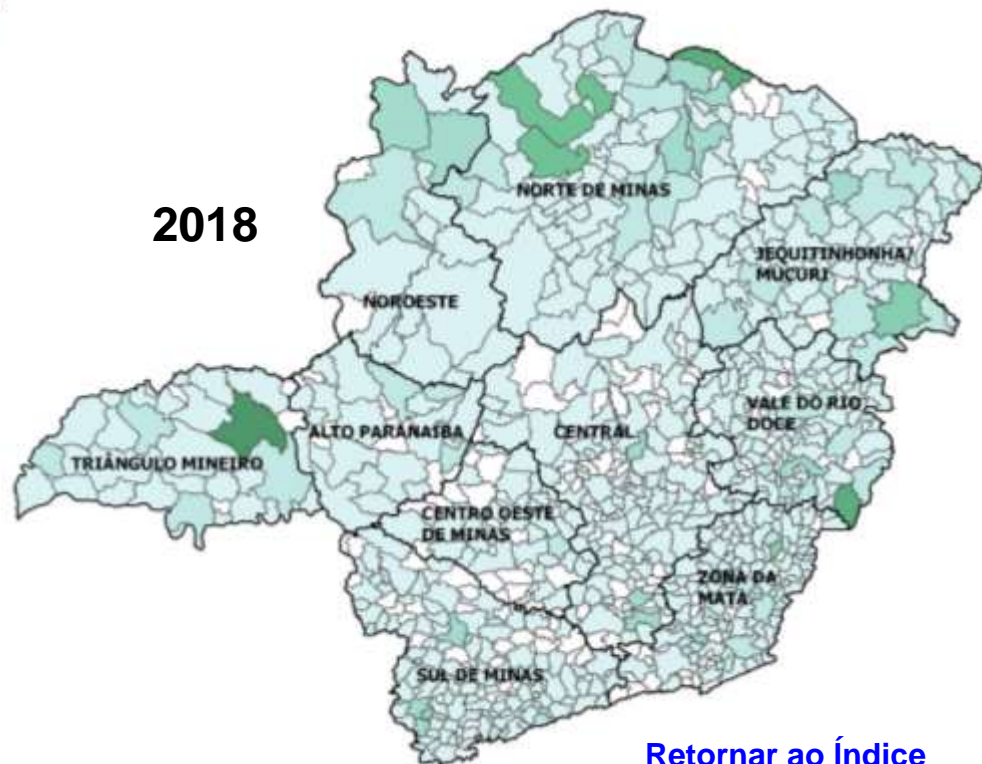 NORTE DE MINAS
2018
JEQUITINHONHA/
MUCURI
NOROESTE
VALE DO RIO
DOCE
ALTO PARANAIBA
CENTRAL
TRIÂNGULO MINEIRO
CENTRO OESTE
DE MINAS
ZONA DA
MATA
SUL DE MINAS
Retornar ao Índice